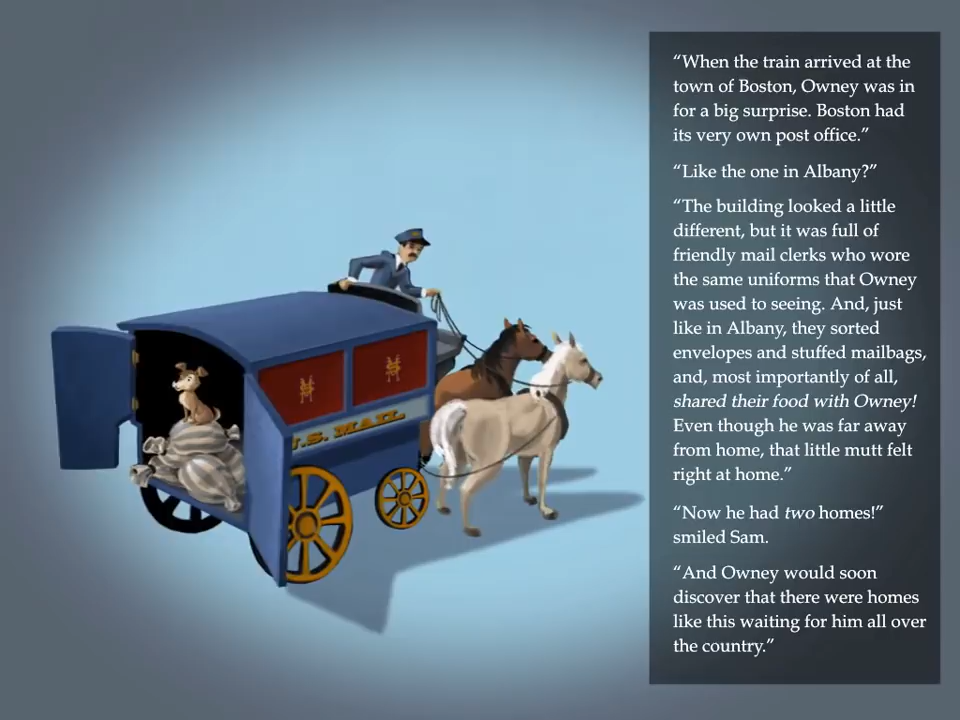 “When the train arrived at the
town of Boston, Owney was in
for a big surprise. Boston had
its very own post office.”
“Like the one in Albany?”
“The building looked a little
different, but it was full of
friendly mail clerks who wore
the same uniforms that Owney
was used to seeing. And, just
like in Albany, they sorted
envelopes and stuffed mailbags,
and, most importantly of all,
shared their food with Owney!
Even though he was far away
from home, that little mutt felt
right at home.”
“Now he had two homes!”
smiled Sam.
“And Owney would soon
discover that there were homes
like this waiting for him all over
the country.”
U.S. MAIL